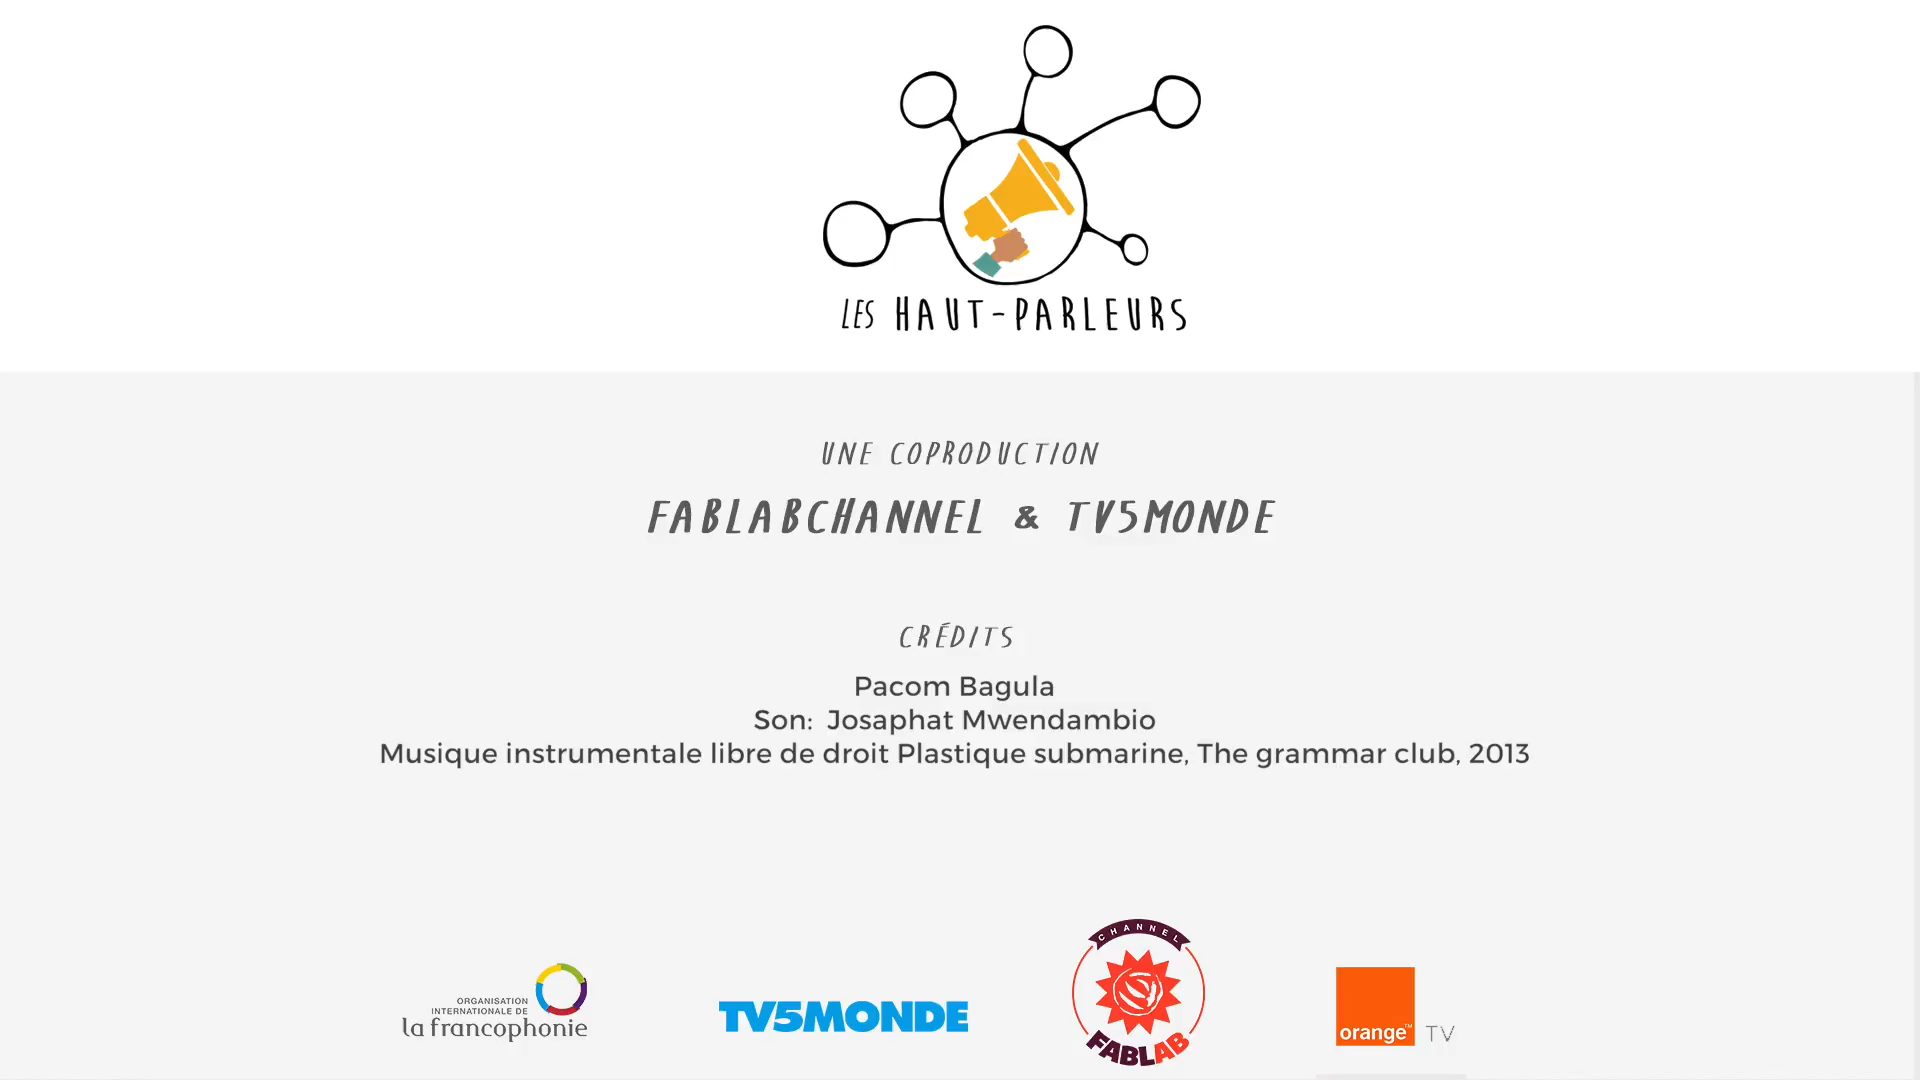 LES HAUT-PARLEURS
UNE COPRODUCTION
FABLABCHANNEL & TV5MONDE
CRÉDITS
Pacom Bagula
Son: Josaphat Mwendambio
Musique instrumentale libre de droit Plastique submarine, The grammar club, 2013
ORGANISATION
INTERNATIONALE DE
la francophonie
TV5MONDE
CHANNEL
FABLAB
orange™ TV